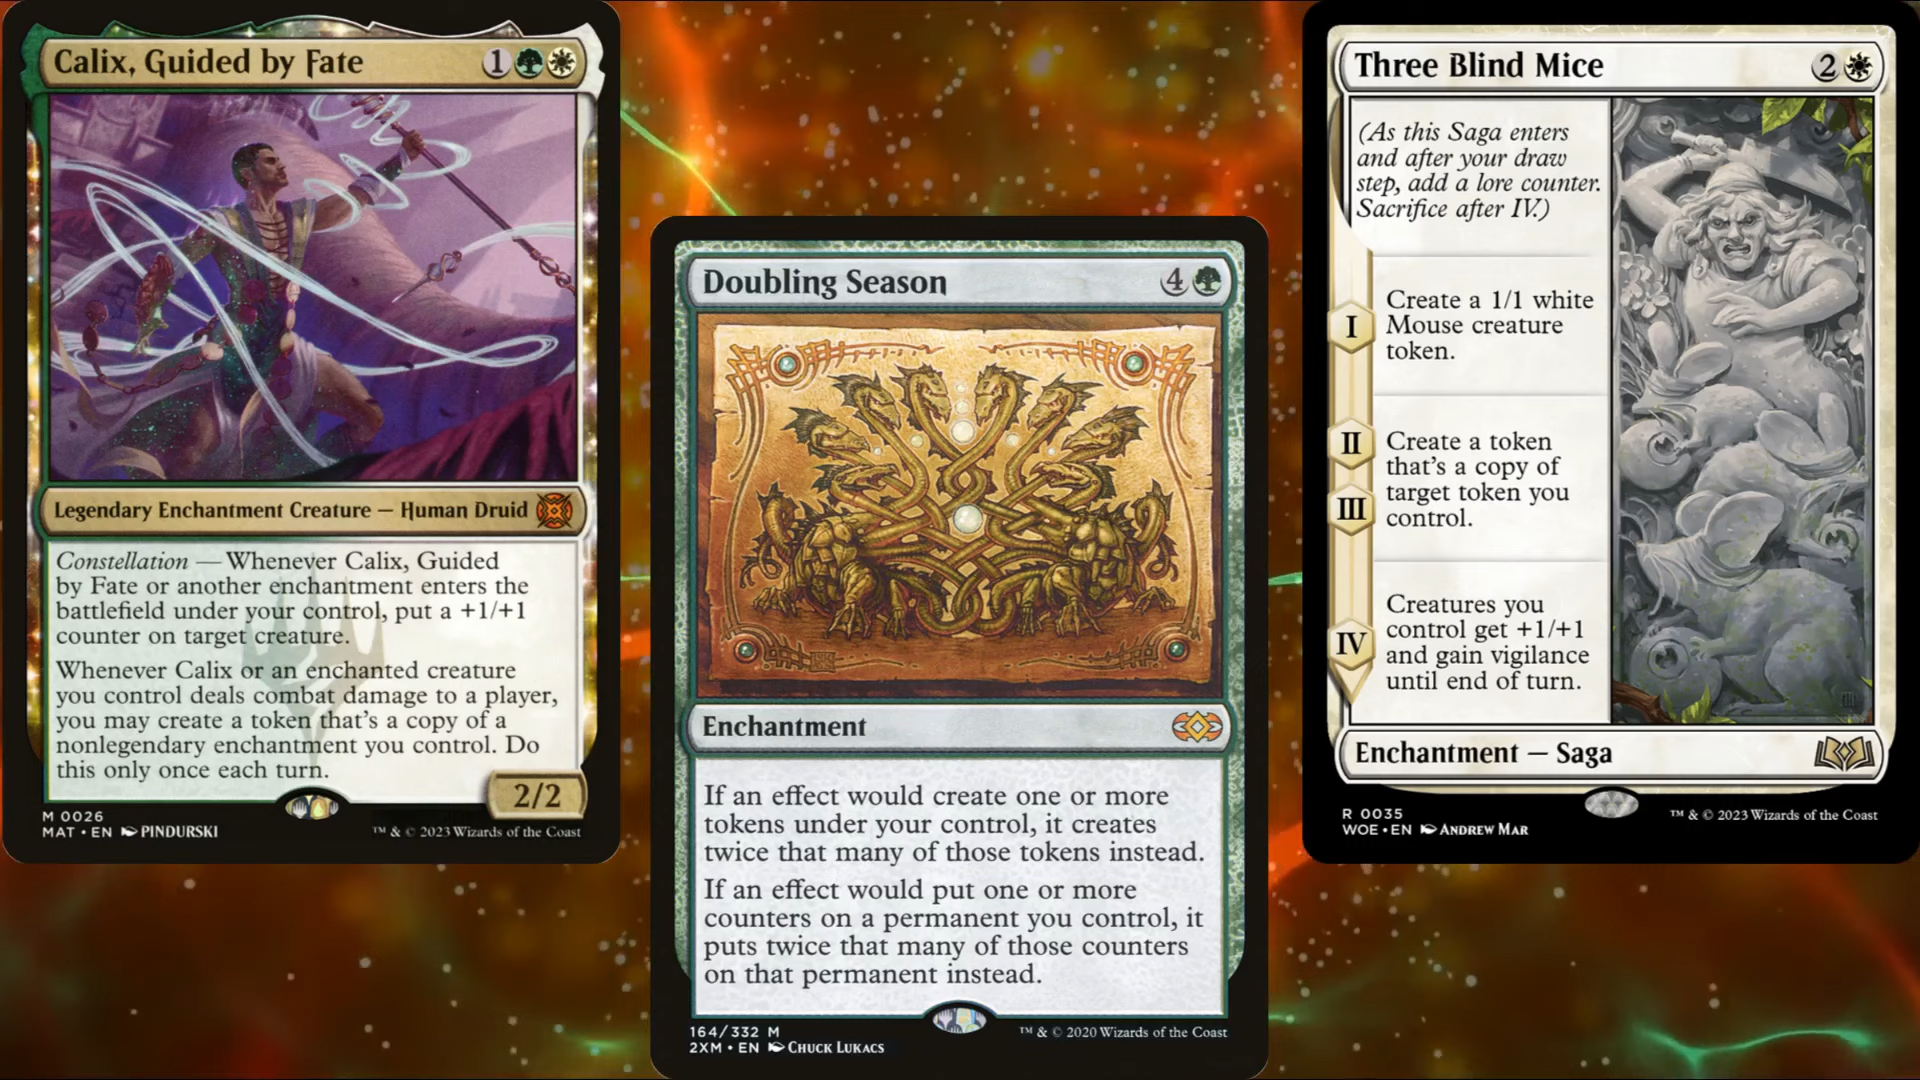 Calix, Guided by Fate
1
Legendary Enchantment Creature — Human Druid
Constellation — Whenever Calix, Guided
by Fate or another enchantment enters the
battlefield under your control, put a +1/+1
counter on target creature.
Whenever Calix or an enchanted creature
you control deals combat damage to a player,
you may create a token that's a copy of a
nonlegendary enchantment you control. Do
this only once each turn.
2/2
M 0026
MAT • EN PINDURSKI
™ & © 2023 Wizards of the Coast
Doubling Season
4
Enchantment
If an effect would create one or more
tokens under your control, it creates
twice that many of those tokens instead.
If an effect would put one or more
counters on a permanent you control, it
puts twice that many of those counters
on that permanent instead.
164/332 M
2XM • EN CHUCK LUKACS
™ & © 2020 Wizards of the Coast
Three Blind Mice
2
(As this Saga enters
and after your draw
step, add a lore counter.
Sacrifice after IV.)
I
Create a 1/1 white
Mouse creature
token.
II
III
Create a token
that's a copy of
target token you
control.
IV
Creatures you
control get +1/+1
and gain vigilance
until end of turn.
Enchantment — Saga
R 0035
WOE • EN ANDREW MAR
™ & © 2023 Wizards of the Coast